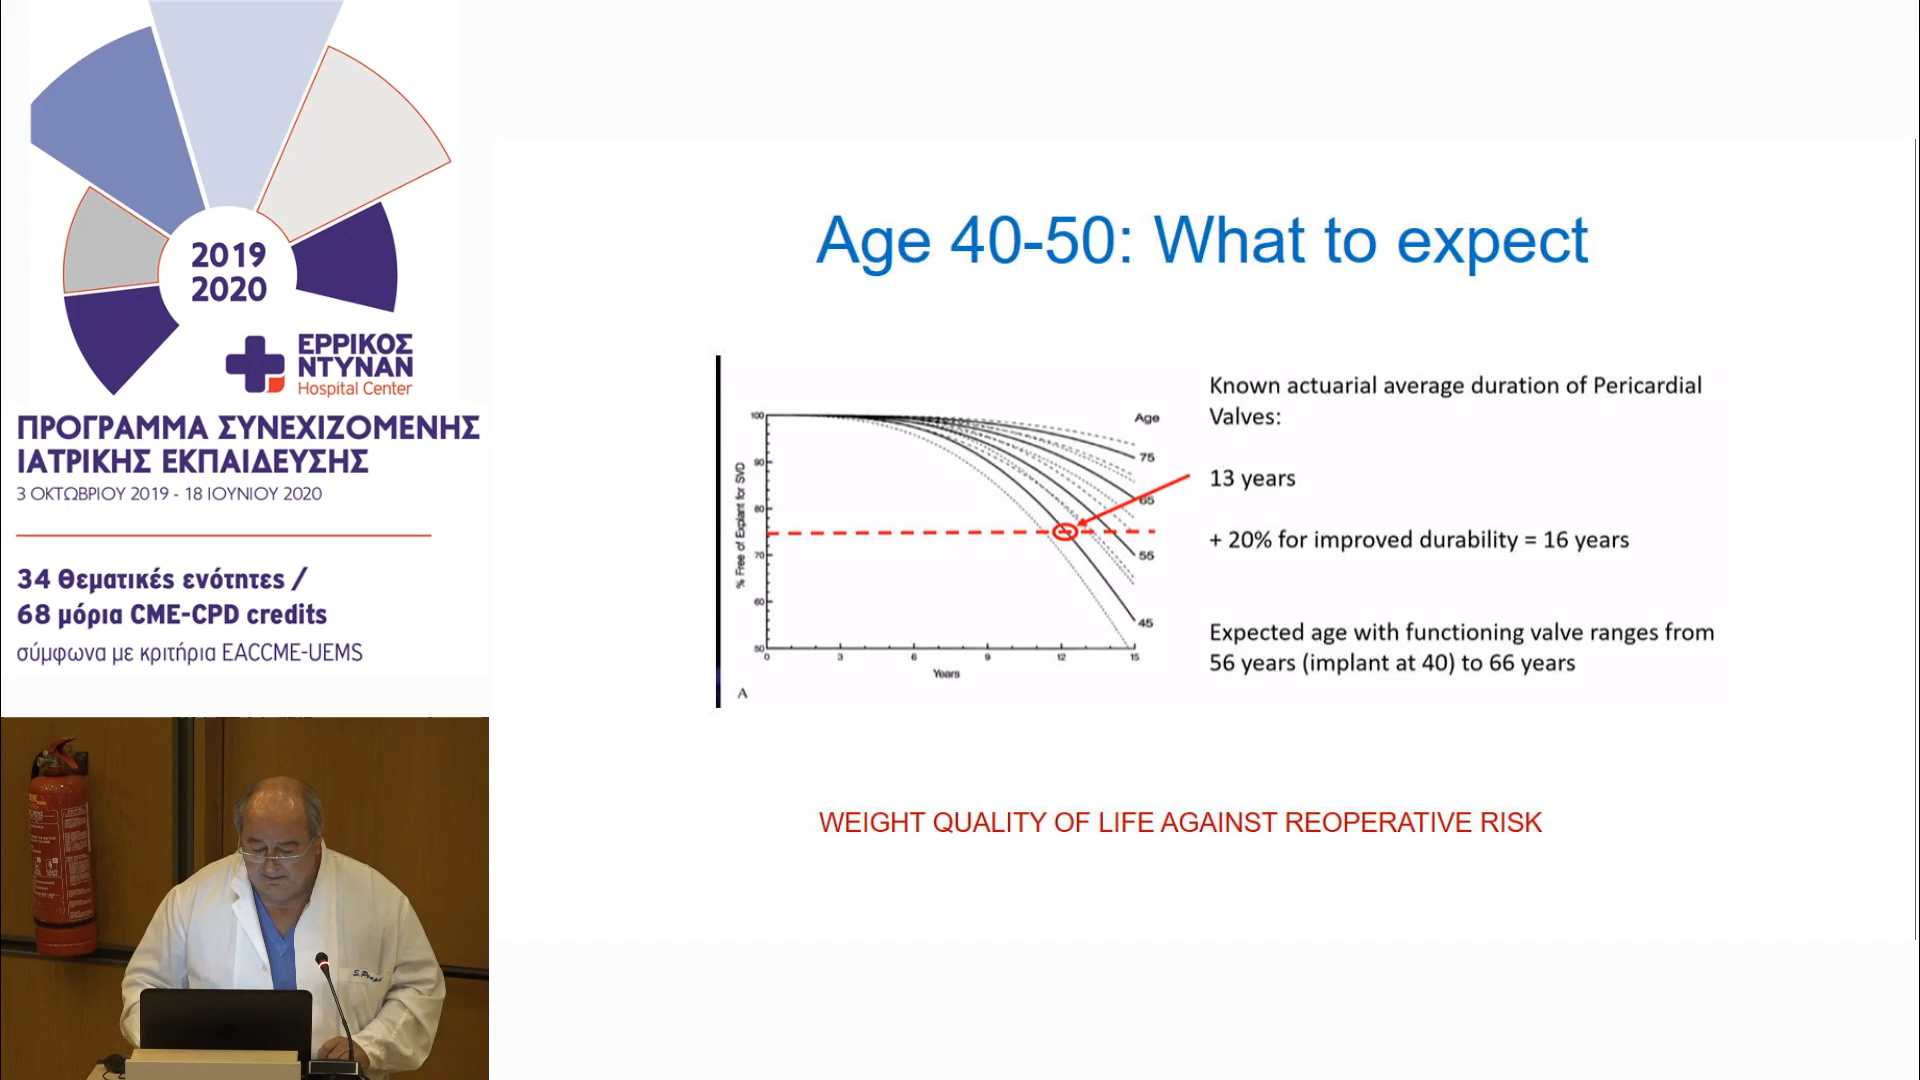 2019
2020
ΕΡΡΙΚΟΣ
ΝΤΥΝΑΝ
Hospital Center
ΠΡΟΓΡΑΜΜΑ ΣΥΝΕΧΙΖΟΜΕΝΗΣ
ΙΑΤΡΙΚΗΣ ΕΚΠΑΙΔΕΥΣΗΣ
3 ΟΚΤΩΒΡΙΟΥ 2019 - 18 ΙΟΥΝΙΟΥ 2020
34 θεματικές ενότητες /
68 μόρια CME-CPD credits
σύμφωνα με κριτήρια EACCME-UEMS
Age 40-50: What to expect
% Free of Explant for SVD
100
90
80
70
60
50
0
3
6
9
12
15
Years
Age
75
65
55
45
A
Known actuarial average duration of Pericardial
Valves:
13 years
+ 20% for improved durability = 16 years
Expected age with functioning valve ranges from
56 years (implant at 40) to 66 years
WEIGHT QUALITY OF LIFE AGAINST REOPERATIVE RISK